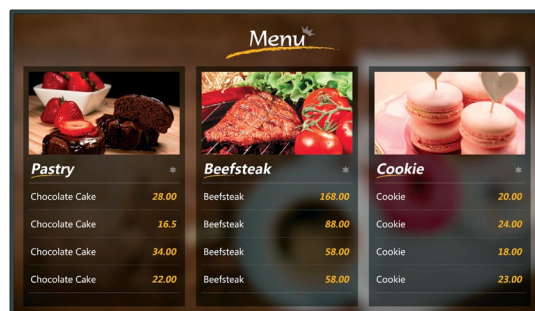 Menu
Pastry
Chocolate Cake 28.00
Chocolate Cake 16.5
Chocolate Cake 34.00
Chocolate Cake 22.00
Beefsteak
Beefsteak 168.00
Beefsteak 88.00
Beefsteak 58.00
Beefsteak 58.00
Cookie
Cookie 20.00
Cookie 24.00
Cookie 18.00
Cookie 23.00